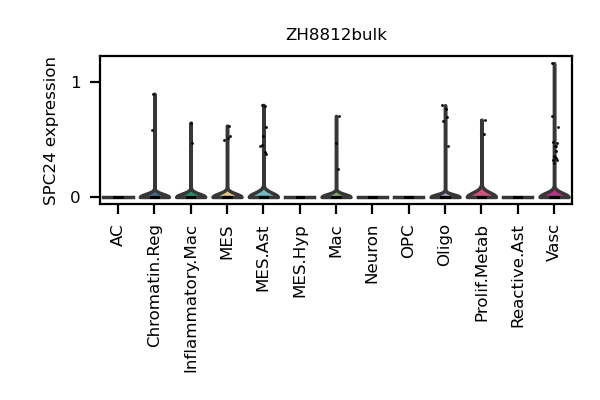 ZH8812bulk
SPC24 expression
1
0
AC
Chromatin.Reg
Inflammatory.Mac
MES
MES.Ast
MES.Hyp
Mac
Neuron
OPC
Oligo
Prolif.Metab
Reactive.Ast
Vasc